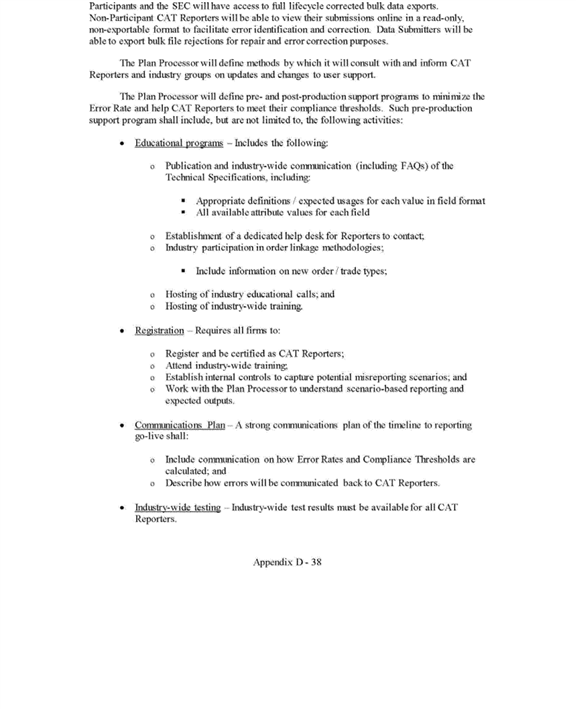 Participants and the SEC will have access to full lifecycle corrected bulk data exports.
Non-Participant CAT Reporters will be able to view their submissions online in a read-only,
non-exportable format to facilitate error identification and correction. Data Submitters will be
able to export bulk file rejections for repair and error correction purposes.
The Plan Processor will define methods by which it will consult with and inform CAT
Reporters and industry groups on updates and changes to user support.
The Plan Processor will define pre- and post-production support programs to minimize the
Error Rate and help CAT Reporters to meet their compliance thresholds. Such pre-production
support program shall include, but are not limited to, the following activities:
• Educational programs – Includes the following:
o Publication and industry-wide communication (including FAQs) of the
Technical Specifications, including:
▪ Appropriate definitions / expected usages for each value in field format
▪ All available attribute values for each field
o Establishment of a dedicated help desk for Reporters to contact;
o Industry participation in order linkage methodologies;
▪ Include information on new order / trade types;
o Hosting of industry educational calls; and
o Hosting of industry-wide training.
• Registration – Requires all firms to:
o Register and be certified as CAT Reporters;
o Attend industry-wide training;
o Establish internal controls to capture potential misreporting scenarios; and
o Work with the Plan Processor to understand scenario-based reporting and
expected outputs.
• Communications Plan – A strong communications plan of the timeline to reporting
go-live shall:
o Include communication on how Error Rates and Compliance Thresholds are
calculated; and
o Describe how errors will be communicated back to CAT Reporters.
• Industry-wide testing – Industry-wide test results must be available for all CAT
Reporters.
Appendix D - 38